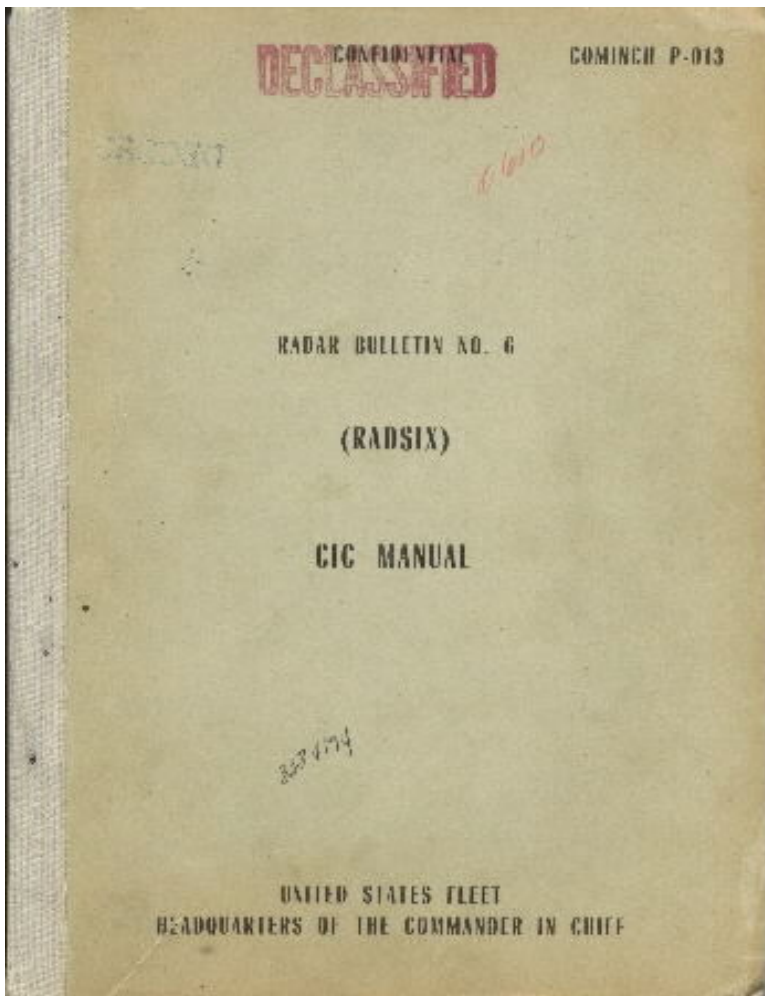 CONFIDENTIAL COMINCH P-013
DECLASSIFIED
RADAR BULLETIN NO. 6
(RADSIX)
CIC MANUAL
UNITED STATES FLEET
HEADQUARTERS OF THE COMMANDER IN CHIEF